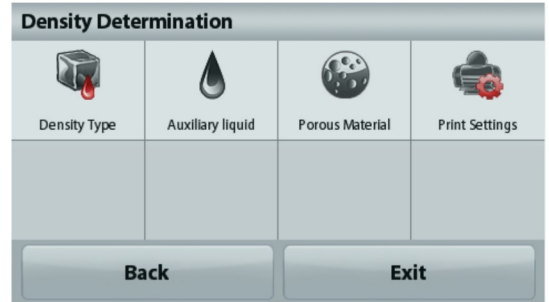 Density Determination
Density Type
Auxiliary liquid
Porous Material
Print Settings
Back
Exit